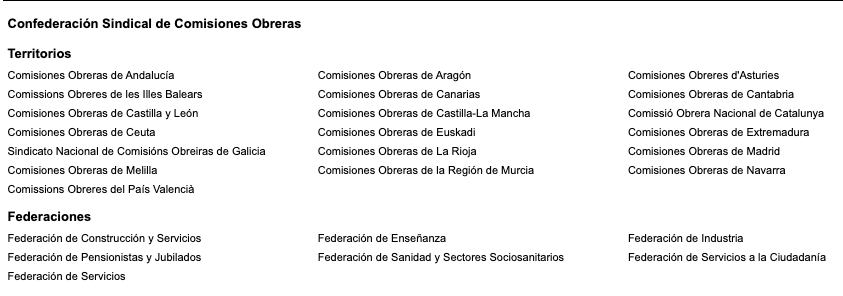 Confederación Sindical de Comisiones Obreras
Territorios
Comisiones Obreras de Andalucía Comisiones Obreras de Aragón Comisiones Obreres d'Asturies
Comissions Obreres de les Illes Balears Comisiones Obreras de Canarias Comisiones Obreras de Cantabria
Comisiones Obreras de Castilla y León Comisiones Obreras de Castilla-La Mancha Comissió Obrera Nacional de Catalunya
Comisiones Obreras de Ceuta Comisiones Obreras de Euskadi Comisiones Obreras de Extremadura
Sindicato Nacional de Comisións Obreiras de Galicia Comisiones Obreras de La Rioja Comisiones Obreras de Madrid
Comisiones Obreras de Melilla Comisiones Obreras de la Región de Murcia Comisiones Obreras de Navarra
Comissions Obreres del País Valencià
Federaciones
Federación de Construcción y Servicios Federación de Enseñanza Federación de Industria
Federación de Pensionistas y Jubilados Federación de Sanidad y Sectores Sociosanitarios Federación de Servicios a la Ciudadanía
Federación de Servicios